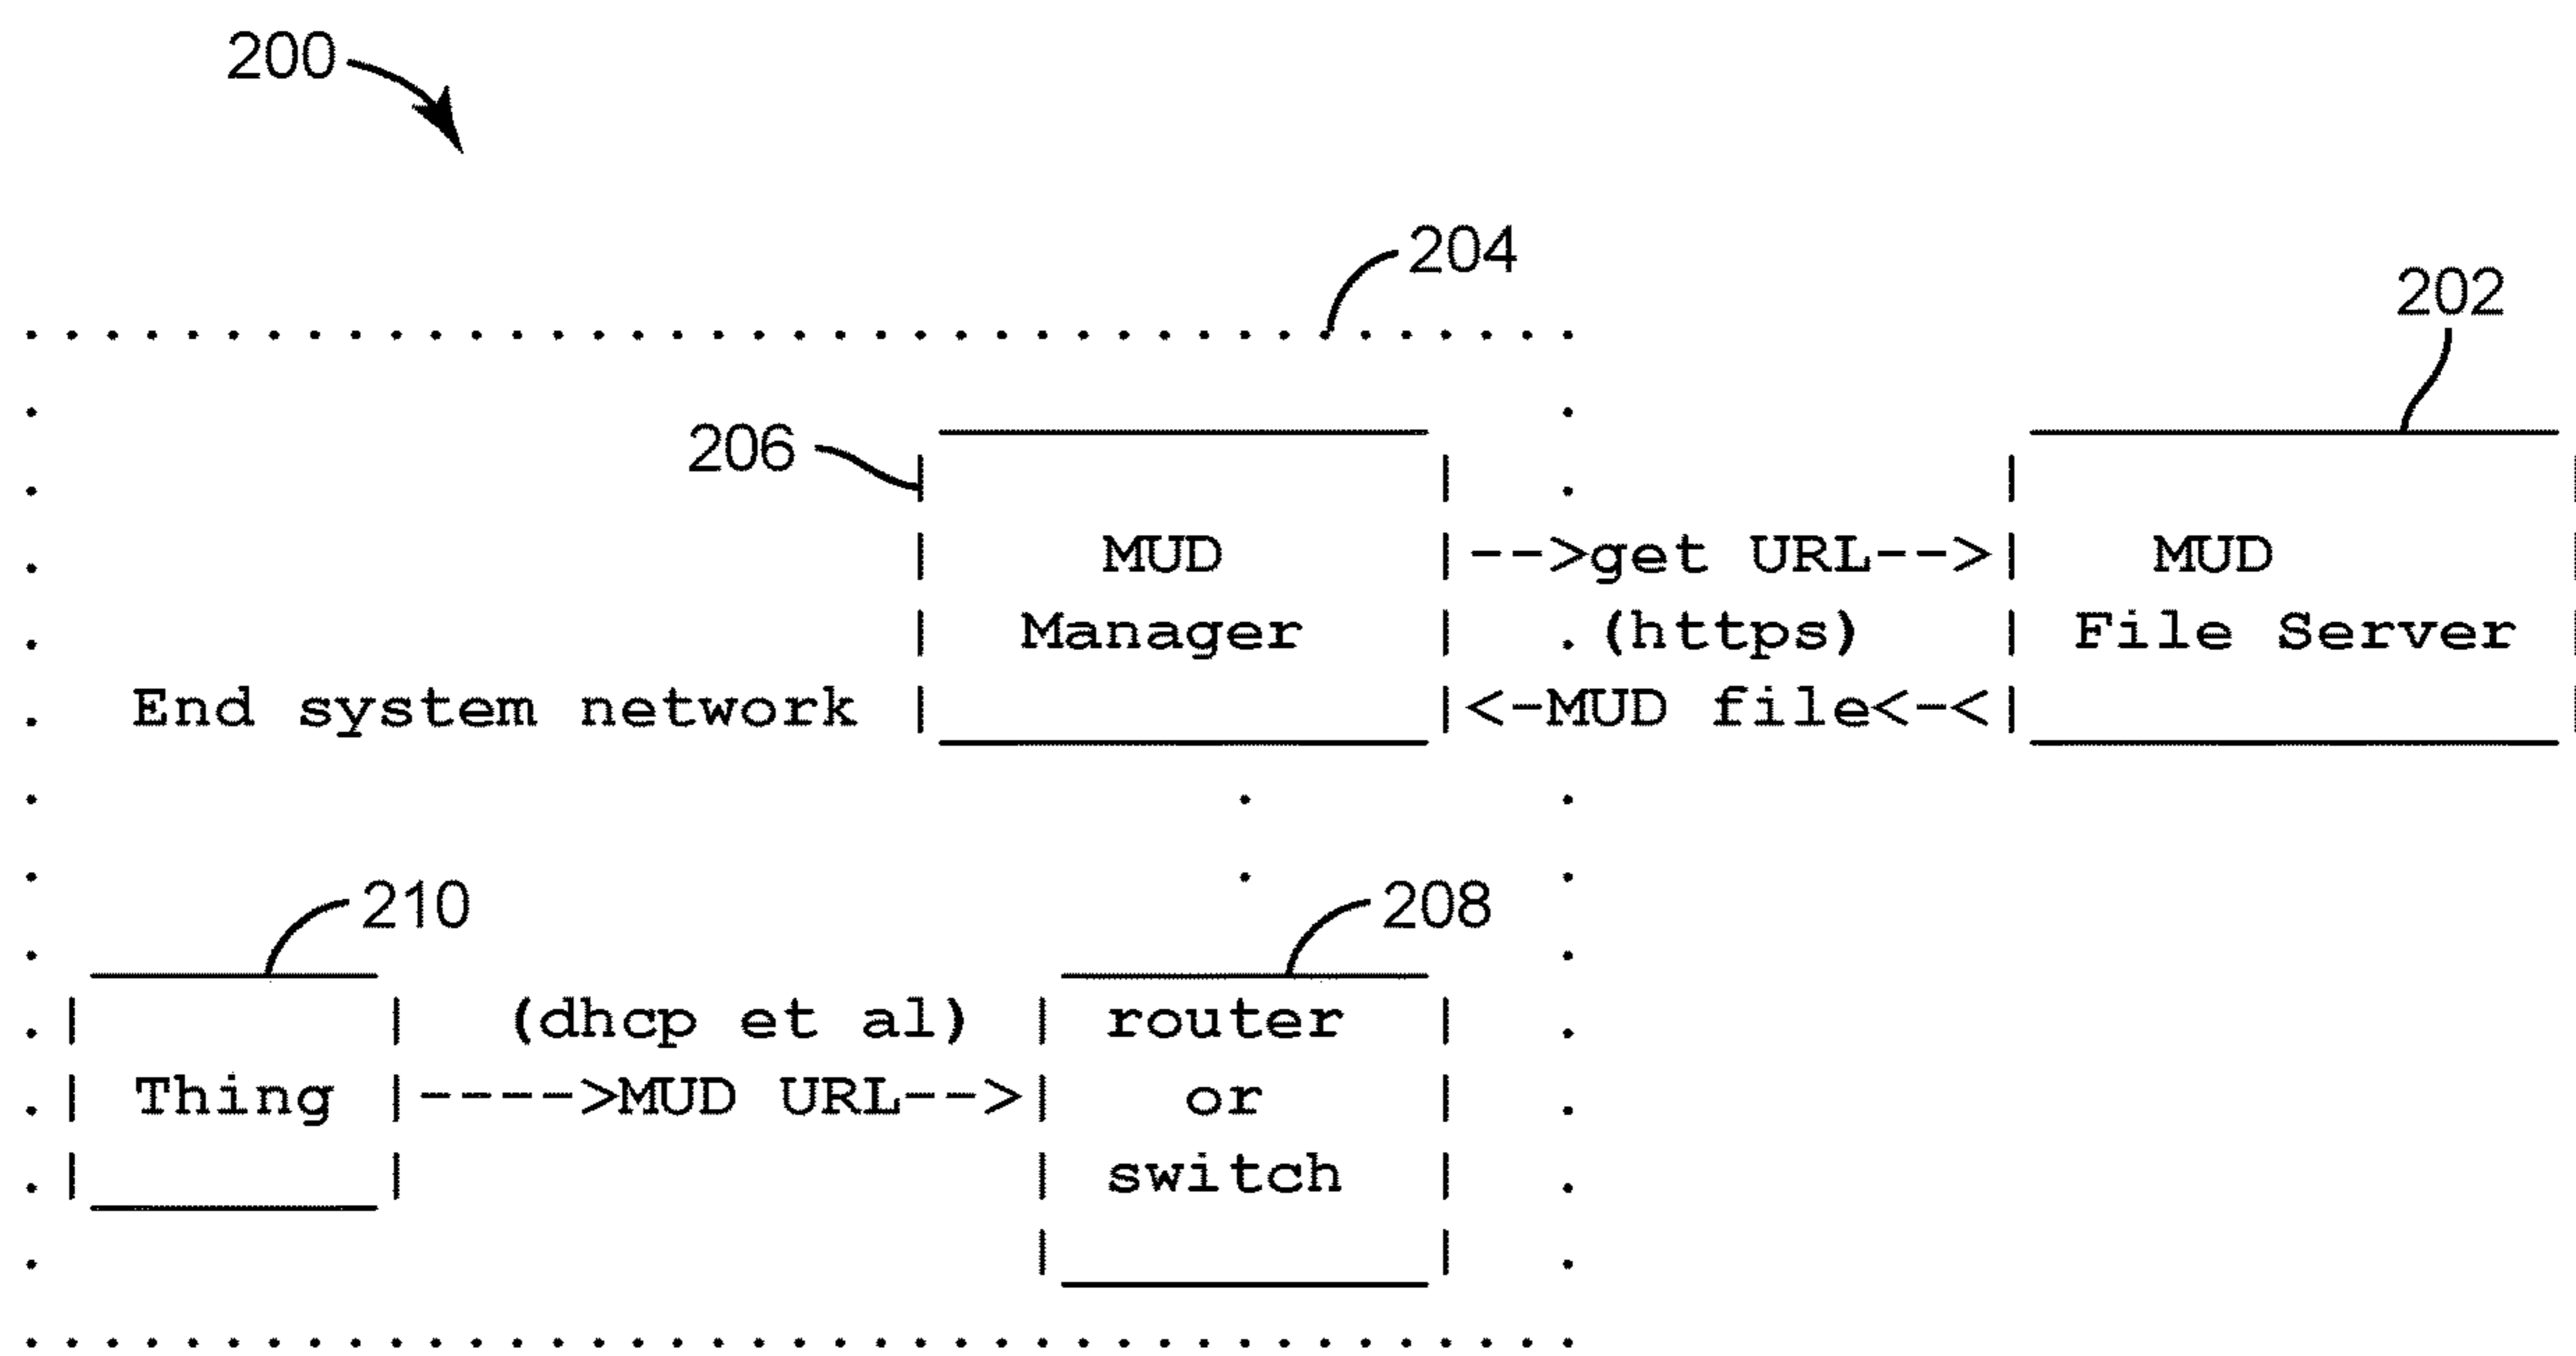 200
204
202
206
MUD -->get URL--> MUD
Manager (https) File Server
End system network <-MUD file<-<
210
208
(dhcp et al) router
Thing ---->MUD URL--> or
switch